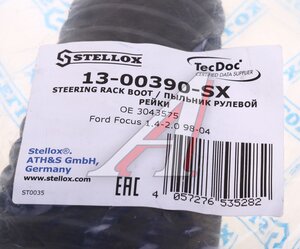 STELLOX
TecDoc
CERTIFIED DATA SUPPLIER
13-00390-SX
STEERING RACK BOOT / ПЫЛЬНИК РУЛЕВОЙ
РЕЙКИ
OE 3043575
Ford Focus 1.4-2.0 98-04
Stellox®.
ATH&S GmbH,
Germany
www.stellox.com
ST0035
EAC
4 057276 535282